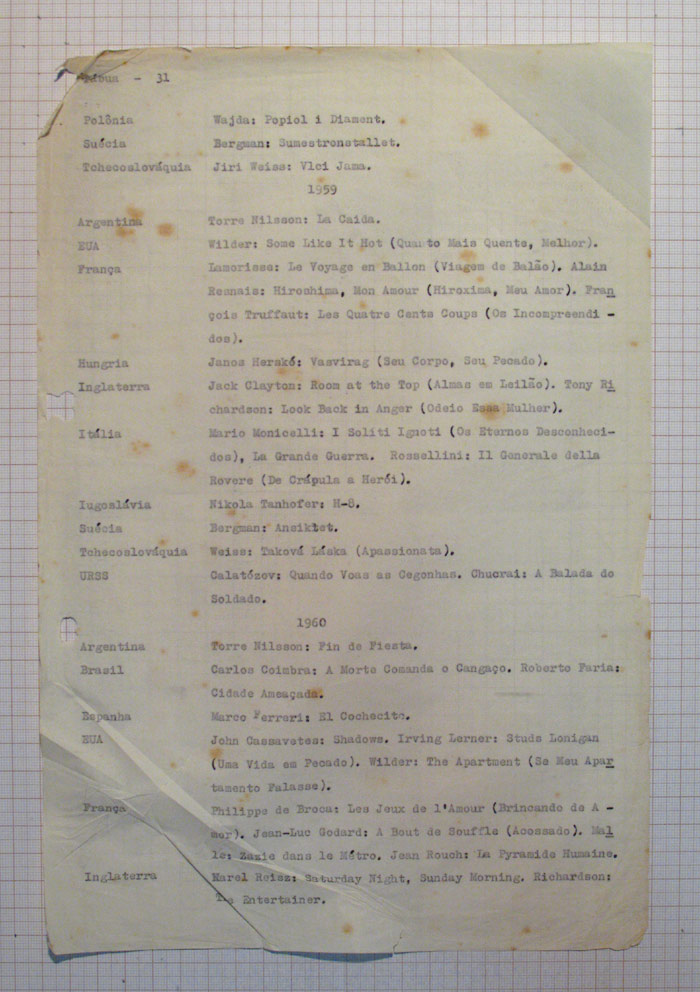 Tábua - 31
Polônia Wajda: Popiol i Diament.
Suécia Bergman: Sumestronstallet.
Tchecoslováquia Jiri Weiss: Vlci Jama.
1959
Argentina Torre Nilsson: La Caida.
EUA Wilder: Some Like It Hot (Quanto Mais Quente, Melhor).
França Lamorisse: Le Voyage en Ballon (Viagem de Balão). Alain
Resnais: Hiroshima, Mon Amour (Hiroxima, Meu Amor). Fran
çois Truffaut: Les Quatre Cents Coups (Os Incompreendi -
dos).
Hungria Janos Herskó: Vasvirag (Seu Corpo, Seu Pecado).
Inglaterra Jack Clayton: Room at the Top (Almas em Leilão). Tony Ri
chardson: Look Back in Anger (Odeio Essa Mulher).
Itália Mario Monicelli: I Soliti Ignoti (Os Eternos Desconheci-
dos), La Grande Guerra. Rossellini: Il Generale della
Rovere (De Crápula a Herói).
Iugoslávia Nikola Tanhofer: H-8.
Suécia Bergman: Ansiktet.
Tchecoslováquia Weiss: Taková Láska (Apassionata).
URSS Calatózov: Quando Voas as Cegonhas. Chucrai: A Balada do
Soldado.
1960
Argentina Torre Nilsson: Fin de Fiesta.
Brasil Carlos Coimbra: A Morte Comanda o Cangaço. Roberto Faria:
Cidade Ameaçada.
Espanha Marco Ferreri: El Cochecito.
EUA John Cassavetes: Shadows. Irving Lerner: Studs Lonigan
(Uma Vida em Pecado). Wilder: The Apartment (Se Meu Apar
tamento Falasse).
França Philippe de Broca: Les Jeux de l'Amour (Brincando de A -
mor). Jean-Luc Godard: A Bout de Souffle (Acossado). Mal
le: Zazie dans le Métro. Jean Rouch: La Pyramide Humaine.
Inglaterra Karel Reisz: Saturday Night, Sunday Morning. Richardson:
The Entertainer.